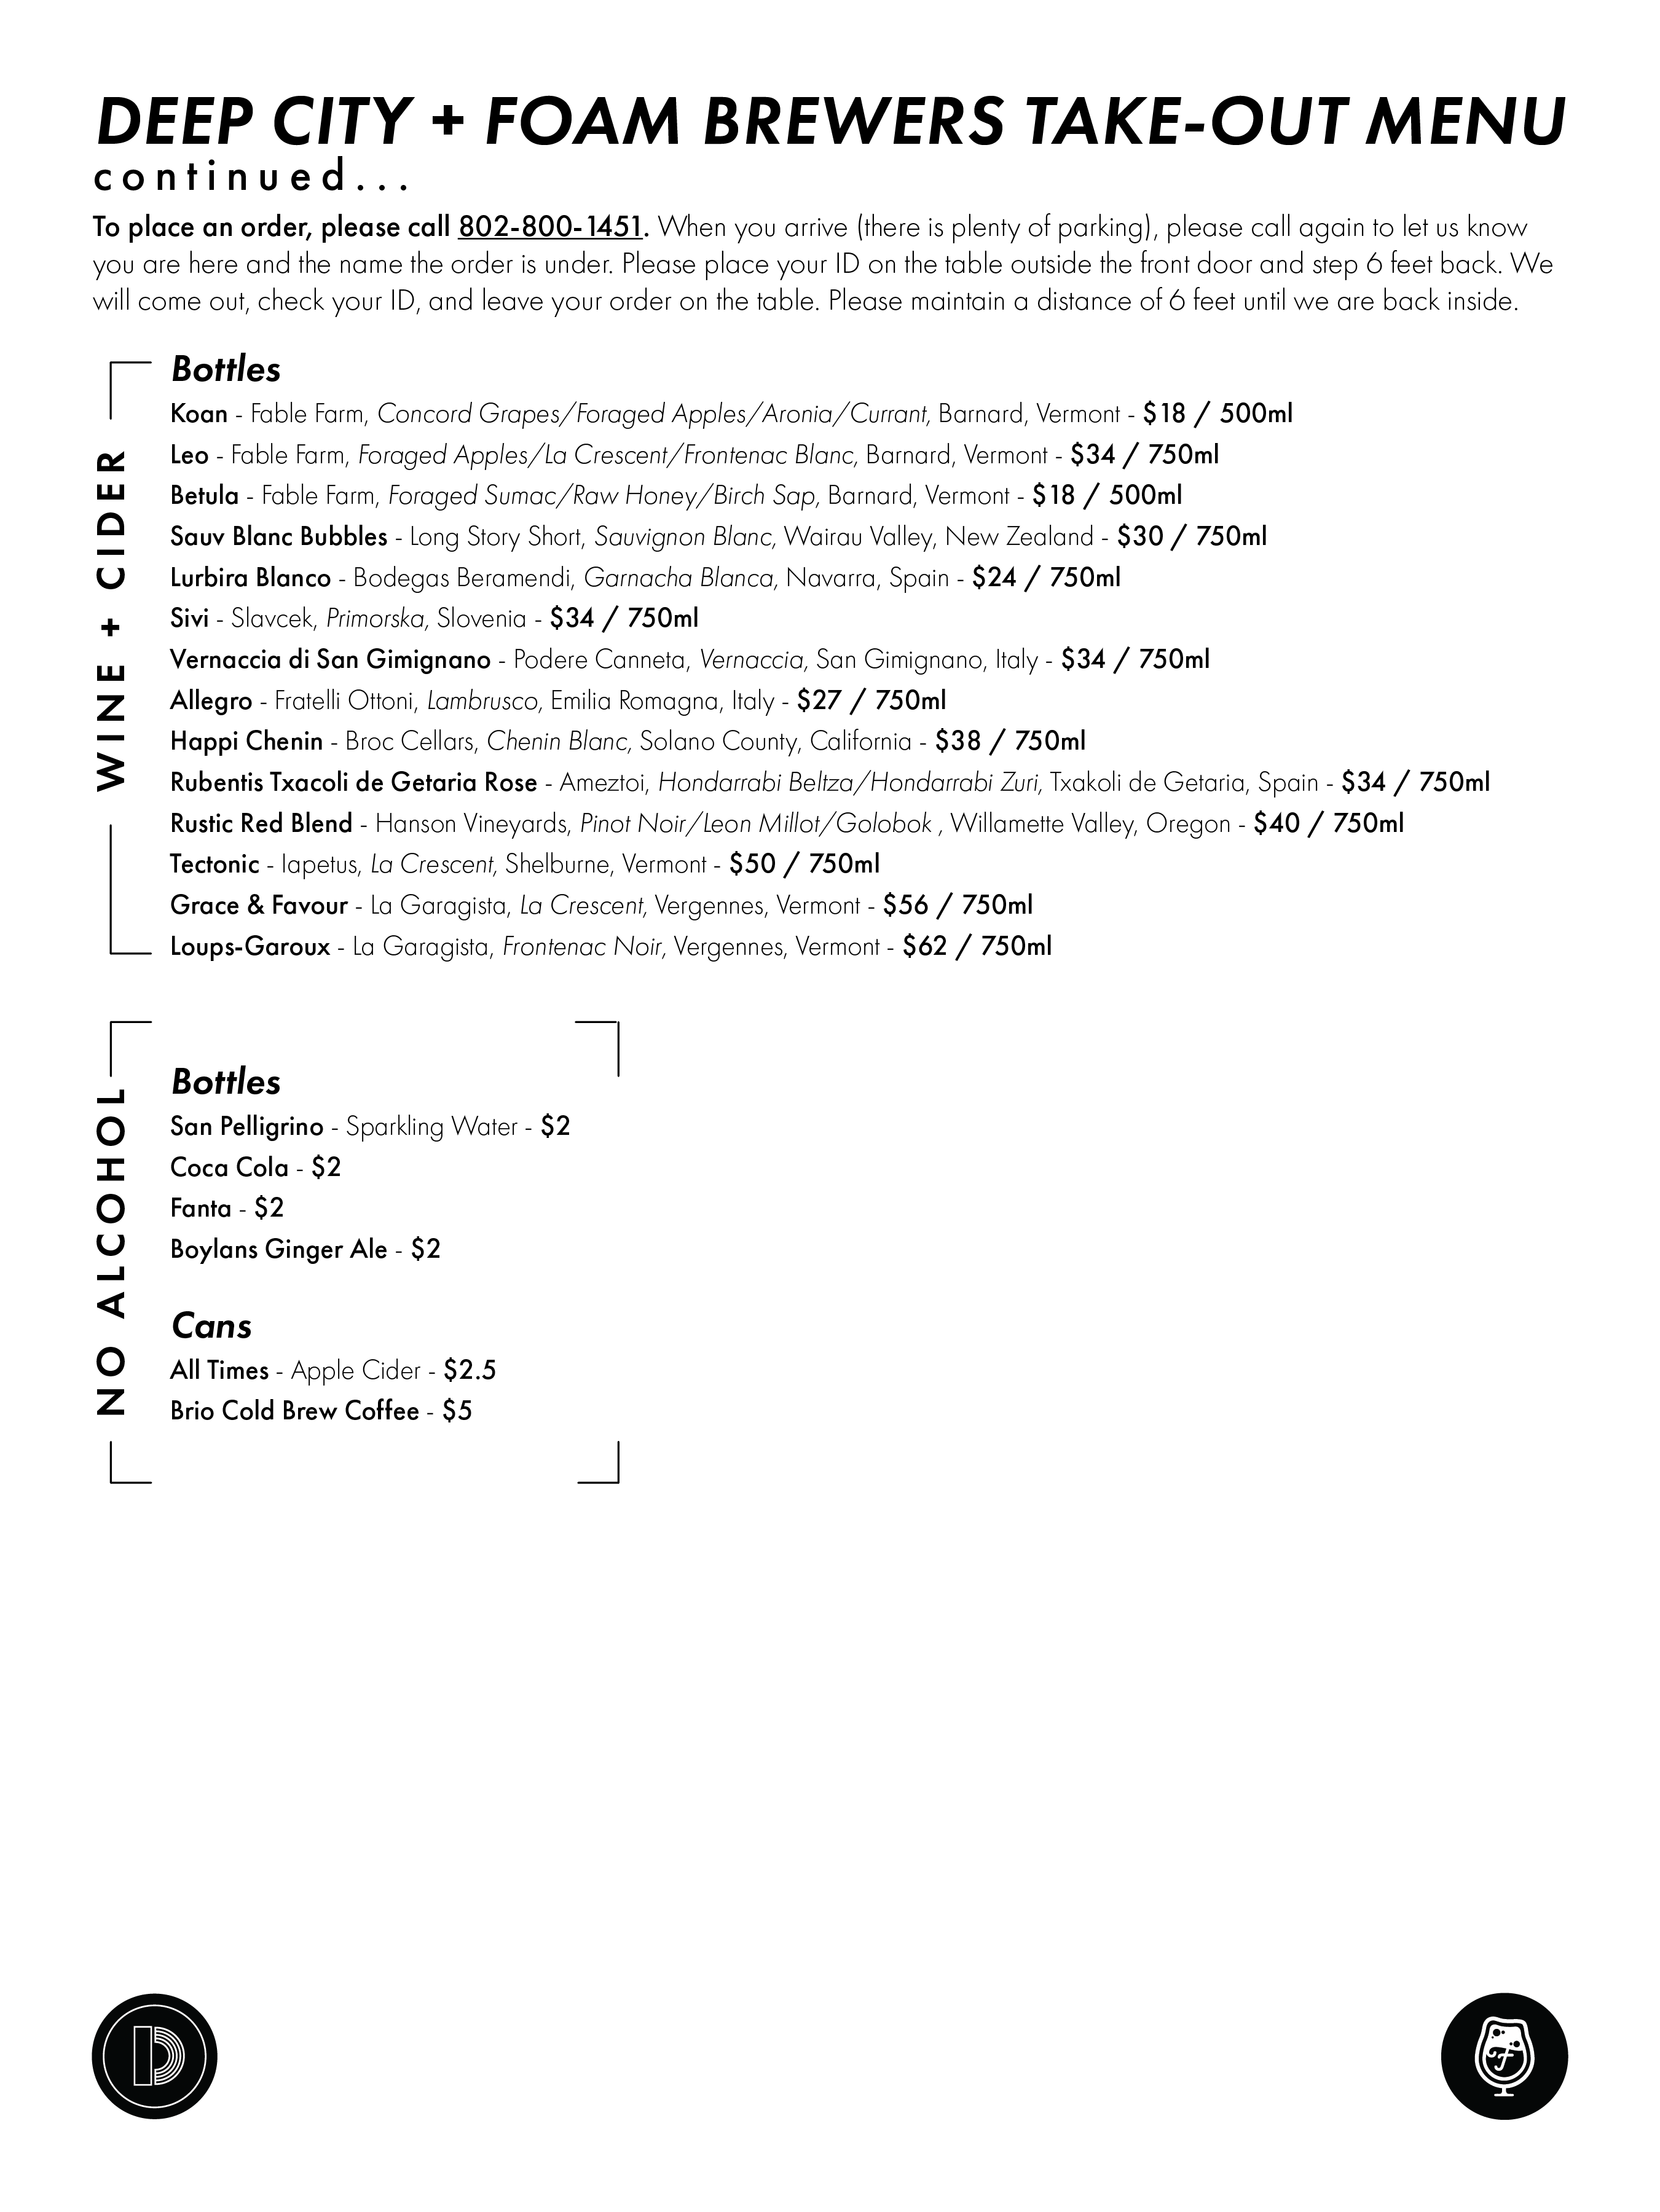 DEEP CITY + FOAM BREWERS TAKE-OUT MENU
continued...
To place an order, please call 802-800-1451. When you arrive (there is plenty of parking), please call again to let us know
you are here and the name the order is under. Please place your ID on the table outside the front door and step 6 feet back. We
will come out, check your ID, and leave your order on the table. Please maintain a distance of 6 feet until we are back inside.
WINE + CIDER
Bottles
Koan - Fable Farm, Concord Grapes/Foraged Apples/Aronia/Currant, Barnard, Vermont - $18 / 500ml
Leo - Fable Farm, Foraged Apples/La Crescent/Frontenac Blanc, Barnard, Vermont - $34 / 750ml
Betula - Fable Farm, Foraged Sumac/Raw Honey/Birch Sap, Barnard, Vermont - $18 / 500ml
Sauv Blanc Bubbles - Long Story Short, Sauvignon Blanc, Wairau Valley, New Zealand - $30 / 750ml
Lurbira Blanco - Bodegas Beramendi, Garnacha Blanca, Navarra, Spain - $24 / 750ml
Sivi - Slavcek, Primorska, Slovenia - $34 / 750ml
Vernaccia di San Gimignano - Podere Canneta, Vernaccia, San Gimignano, Italy - $34 / 750ml
Allegro - Fratelli Ottoni, Lambrusco, Emilia Romagna, Italy - $27 / 750ml
Happi Chenin - Broc Cellars, Chenin Blanc, Solano County, California - $38 / 750ml
Rubentis Txacoli de Getaria Rose - Ameztoi, Hondarrabi Beltza/Hondarrabi Zuri, Txakoli de Getaria, Spain - $34 / 750ml
Rustic Red Blend - Hanson Vineyards, Pinot Noir/Leon Millot/Golobok , Willamette Valley, Oregon - $40 / 750ml
Tectonic - Iapetus, La Crescent, Shelburne, Vermont - $50 / 750ml
Grace & Favour - La Garagista, La Crescent, Vergennes, Vermont - $56 / 750ml
Loups-Garoux - La Garagista, Frontenac Noir, Vergennes, Vermont - $62 / 750ml
NO ALCOHOL
Bottles
San Pelligrino - Sparkling Water - $2
Coca Cola - $2
Fanta - $2
Boylans Ginger Ale - $2
Cans
All Times - Apple Cider - $2.5
Brio Cold Brew Coffee - $5
D
F